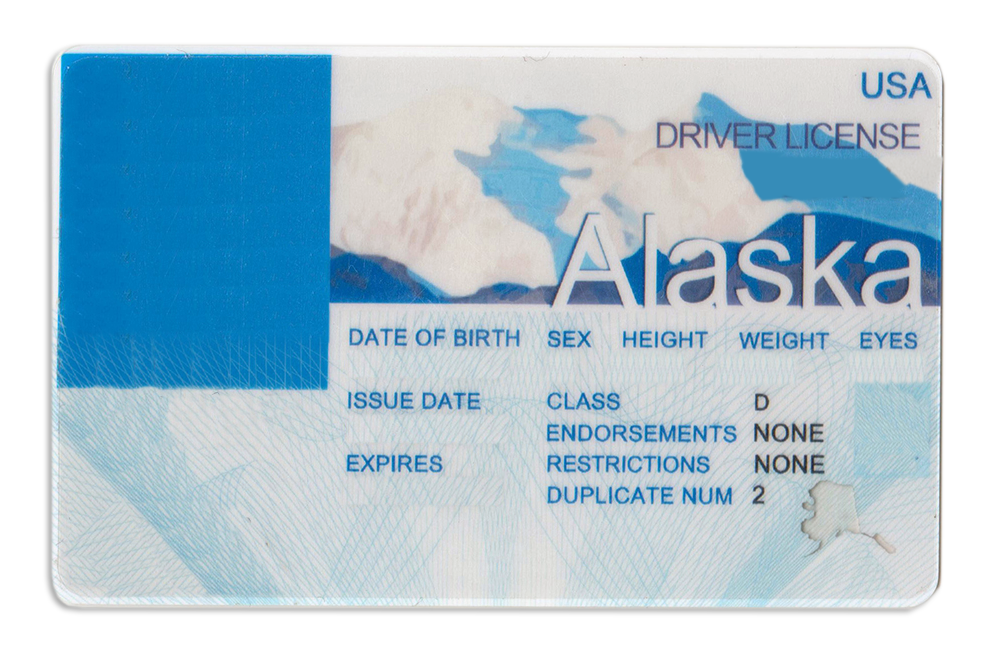 USA
DRIVER LICENSE
Alaska
DATE OF BIRTH SEX HEIGHT WEIGHT EYES
ISSUE DATE CLASS D
ENDORSEMENTS NONE
EXPIRES RESTRICTIONS NONE
DUPLICATE NUM 2